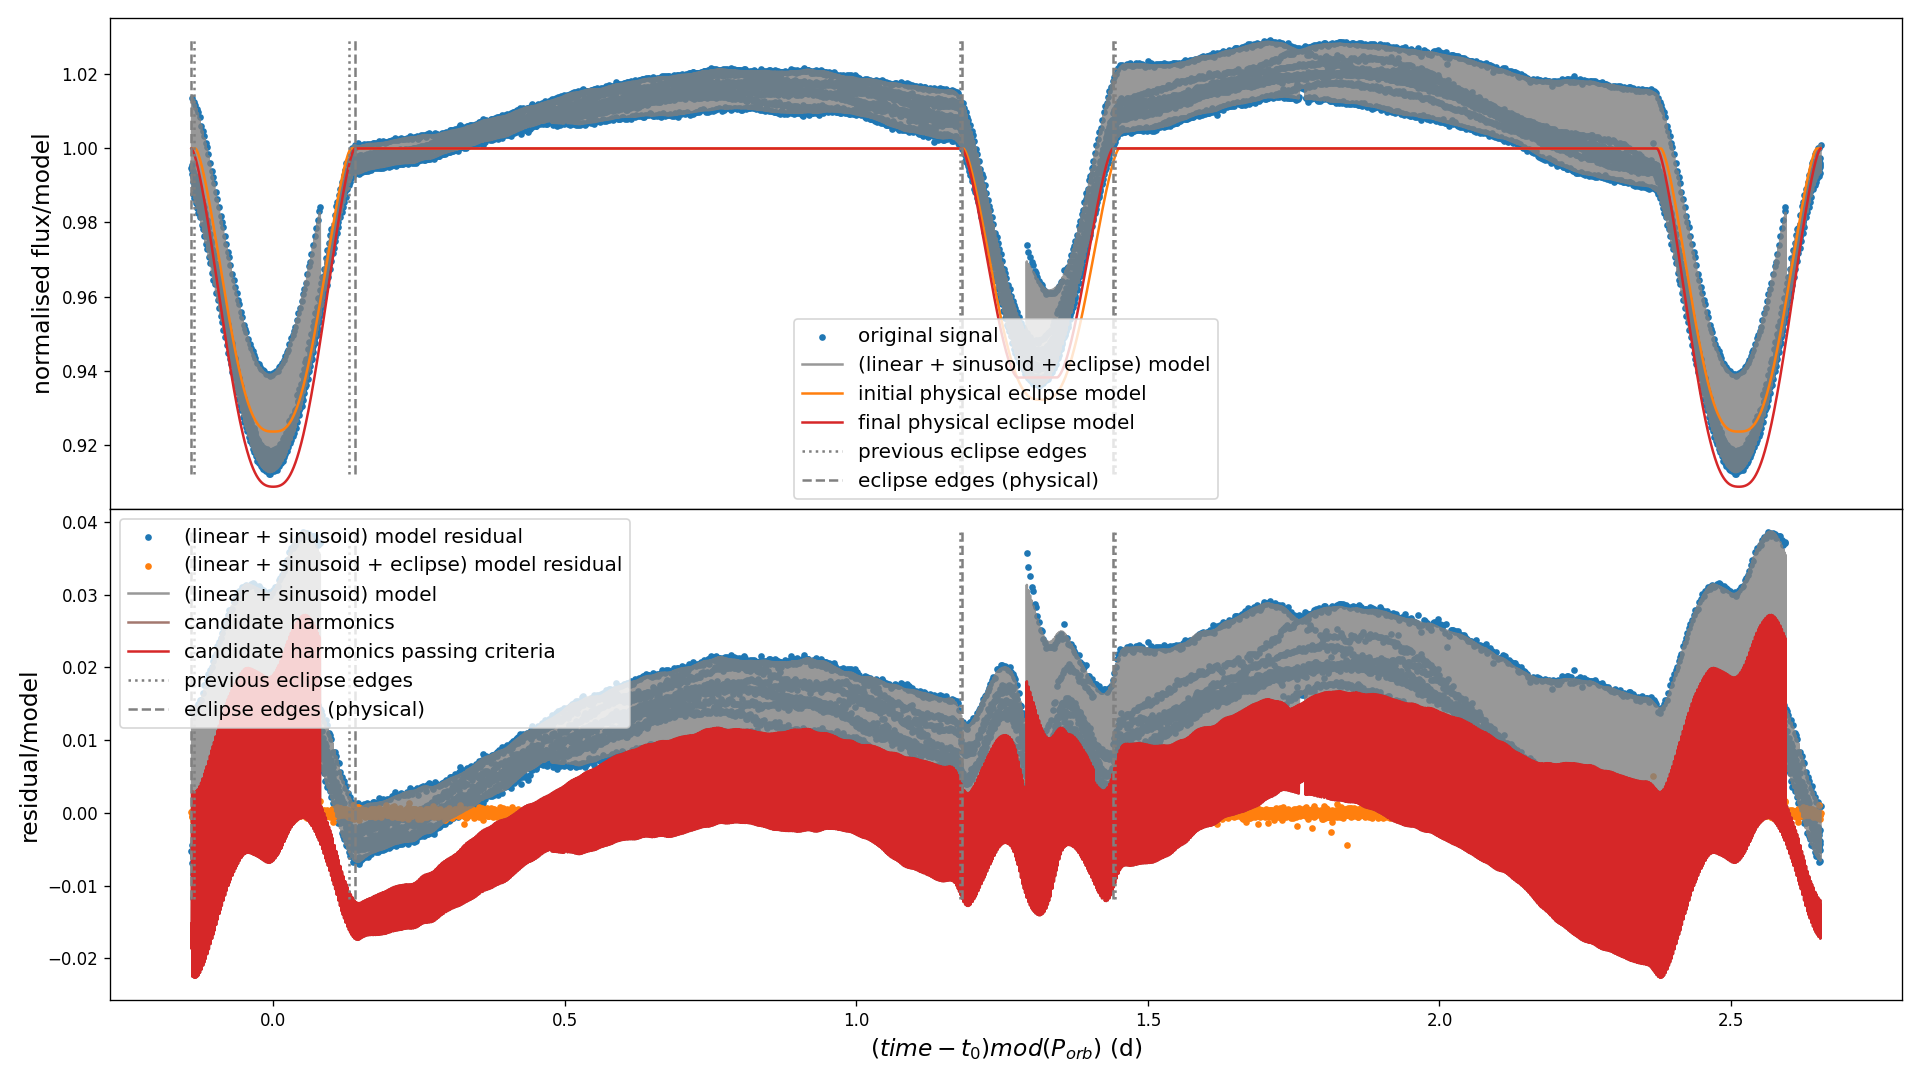 normalised flux/model
1.02
1.00
0.98
0.96
0.94
0.92
original signal
(linear + sinusoid + eclipse) model
initial physical eclipse model
final physical eclipse model
previous eclipse edges
eclipse edges (physical)
residual/model
0.04
0.03
0.02
0.01
0.00
−0.01
−0.02
(linear + sinusoid) model residual
(linear + sinusoid + eclipse) model residual
(linear + sinusoid) model
candidate harmonics
candidate harmonics passing criteria
previous eclipse edges
eclipse edges (physical)
0.0 0.5 1.0 1.5 2.0 2.5
(time − t₀)mod(Pₒᵣb) (d)